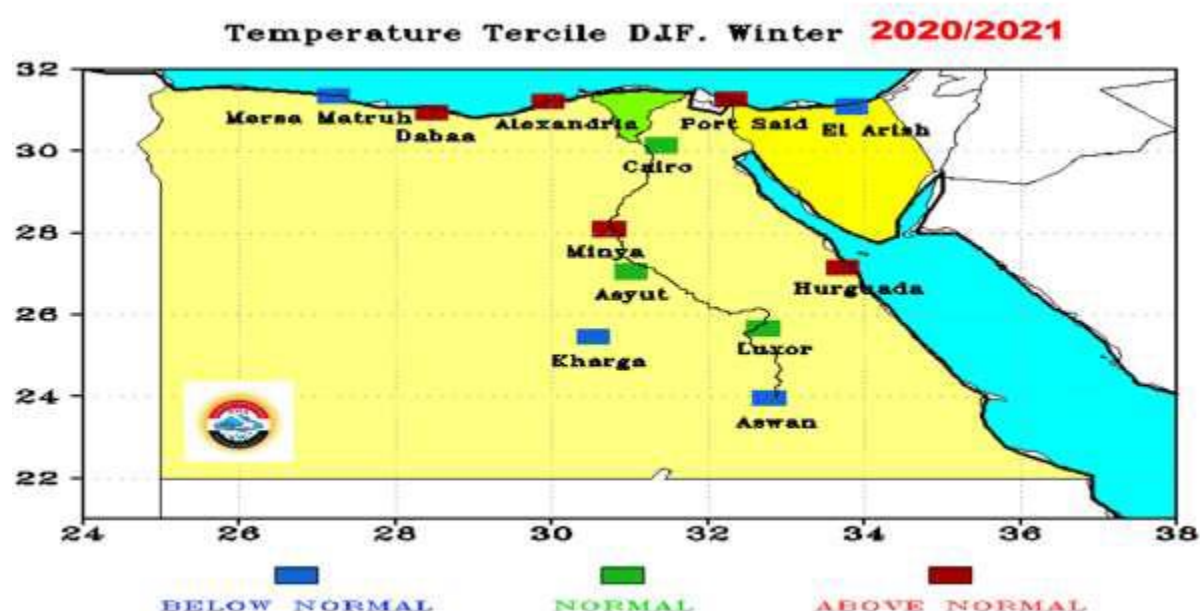 Temperature Tercile DJF. Winter 2020/2021
32
Mersa Matruh
Dabaa
Alexandria
Port Said
El Arish
30
Cairo
28
Minya
Asyut
Hurguada
26
Kharga
Luxor
24
Aswan
22
24 26 28 30 32 34 36 38
BELOW NORMAL NORMAL ABOVE NORMAL